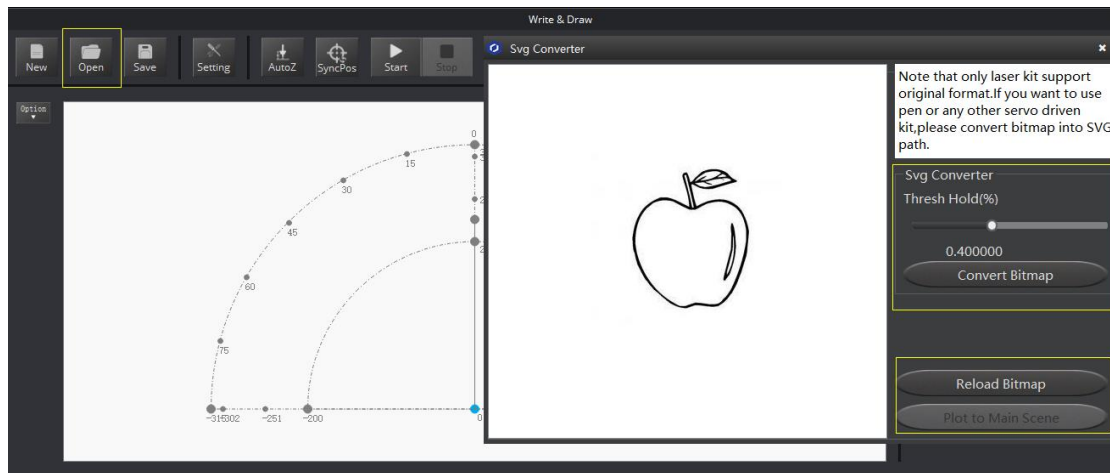 Write & Draw
New
Open
Save
Setting
AutoZ
SyncPos
Start
Stop
Svg Converter
Option
Note that only laser kit support
original format.If you want to use
pen or any other servo driven
kit,please convert bitmap into SVG
path.
Svg Converter
Thresh Hold(%)
0.400000
Convert Bitmap
Reload Bitmap
Plot to Main Scene
0
15
30
45
60
75
-315
302
-251
-200
0